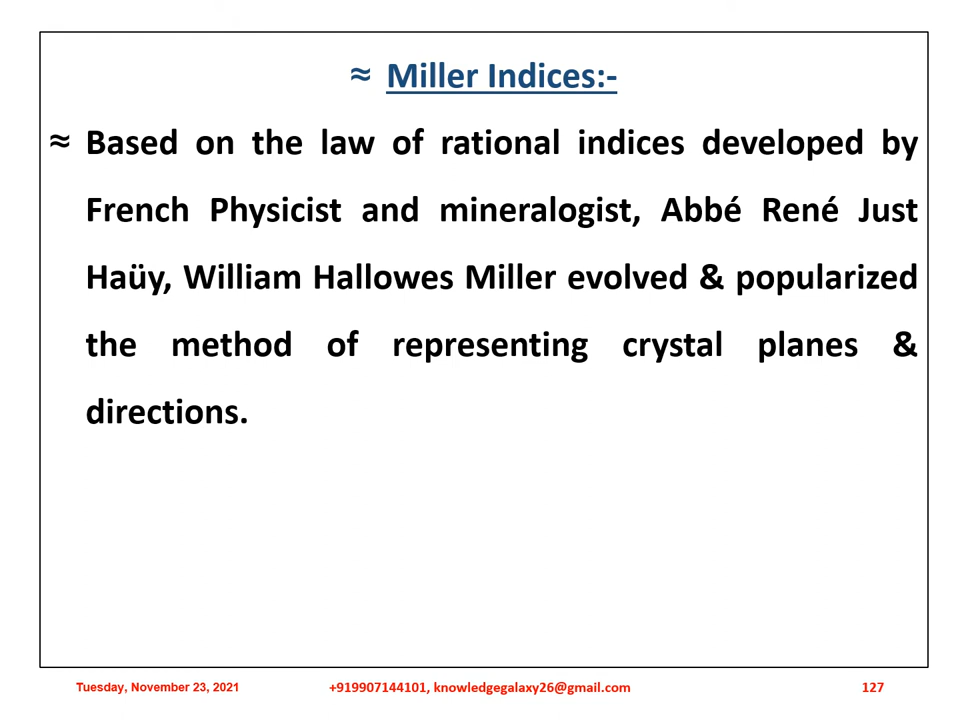 ≈ Miller Indices:-
≈ Based on the law of rational indices developed by
French Physicist and mineralogist, Abbé René Just
Haüy, William Hallowes Miller evolved & popularized
the method of representing crystal planes &
directions.
Tuesday, November 23, 2021 +919907144101, knowledgegalaxy26@gmail.com 127